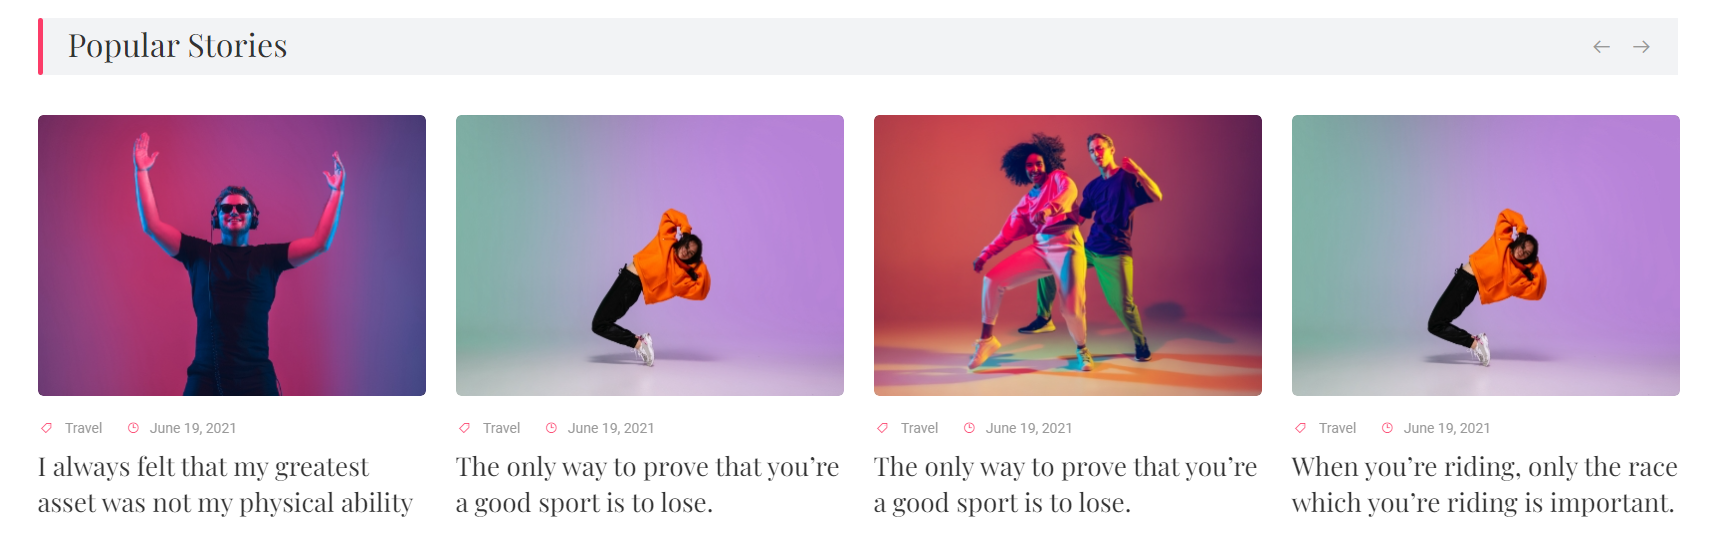 Popular Stories
Travel June 19, 2021
I always felt that my greatest
asset was not my physical ability
Travel June 19, 2021
The only way to prove that you’re
a good sport is to lose.
Travel June 19, 2021
The only way to prove that you’re
a good sport is to lose.
Travel June 19, 2021
When you’re riding, only the race
which you’re riding is important.